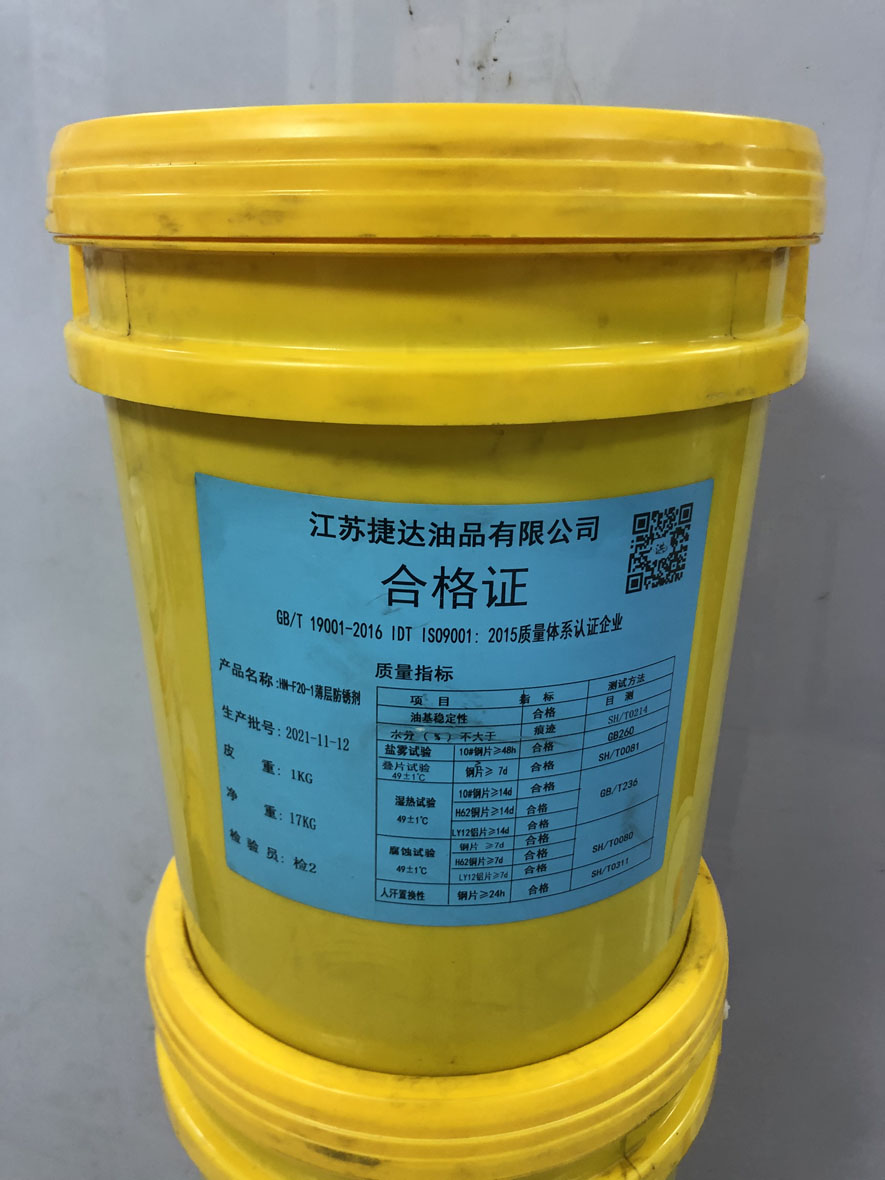 江苏捷达油品有限公司
合格证
GB/T 19001-2016 IDT ISO9001: 2015质量体系认证企业
产品名称:HM-F20-1薄层防锈剂
生产批号: 2021-11-12
皮 重: 1KG
净 重: 17KG
检验员: 检2
质量指标
项 目 指 标 测试方法
油基稳定性 合格 目 测
水分(%)不大于 痕迹 SH/T0214
盐雾试验 10#钢片≥48h 合格 GB260
叠片试验 49±1℃ 钢片≥ 7d 合格 SH/T0081
湿热试验 49±1℃ 10#钢片≥14d 合格 GB/T236
H62铜片≥14d 合格
LY12铝片≥14d 合格
腐蚀试验 49±1℃ 钢片 ≥7d 合格 SH/T0080
H62铜片≥7d 合格
LY12铝片≥7d 合格 SH/T0311
人汗置换性 钢片≥24h 合格